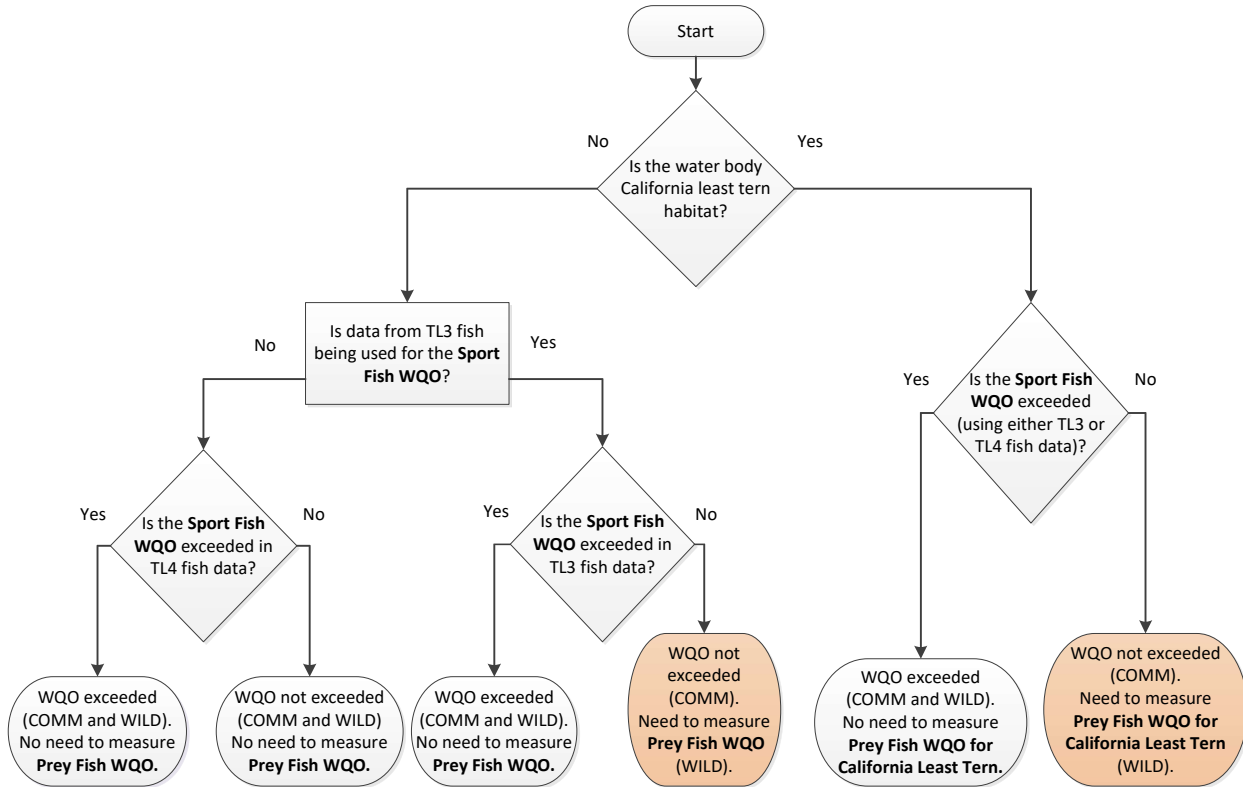 Start
No
Yes
Is the water body
California least tern
habitat?
Is data from TL3 fish
being used for the Sport
Fish WQO?
No
Yes
Yes
Is the Sport Fish
WQO exceeded
(using either TL3 or
TL4 fish data)?
No
Yes
Is the Sport Fish
WQO exceeded in
TL4 fish data?
No
Yes
Is the Sport Fish
WQO exceeded in
TL3 fish data?
No
WQO exceeded
(COMM and WILD).
No need to measure
Prey Fish WQO.
WQO not exceeded
(COMM and WILD)
No need to measure
Prey Fish WQO.
WQO exceeded
(COMM and WILD).
No need to measure
Prey Fish WQO.
WQO not
exceeded
(COMM).
Need to measure
Prey Fish WQO
(WILD).
WQO exceeded
(COMM and WILD).
No need to measure
Prey Fish WQO for
California Least Tern.
WQO not exceeded
(COMM).
Need to measure
Prey Fish WQO for
California Least Tern
(WILD).